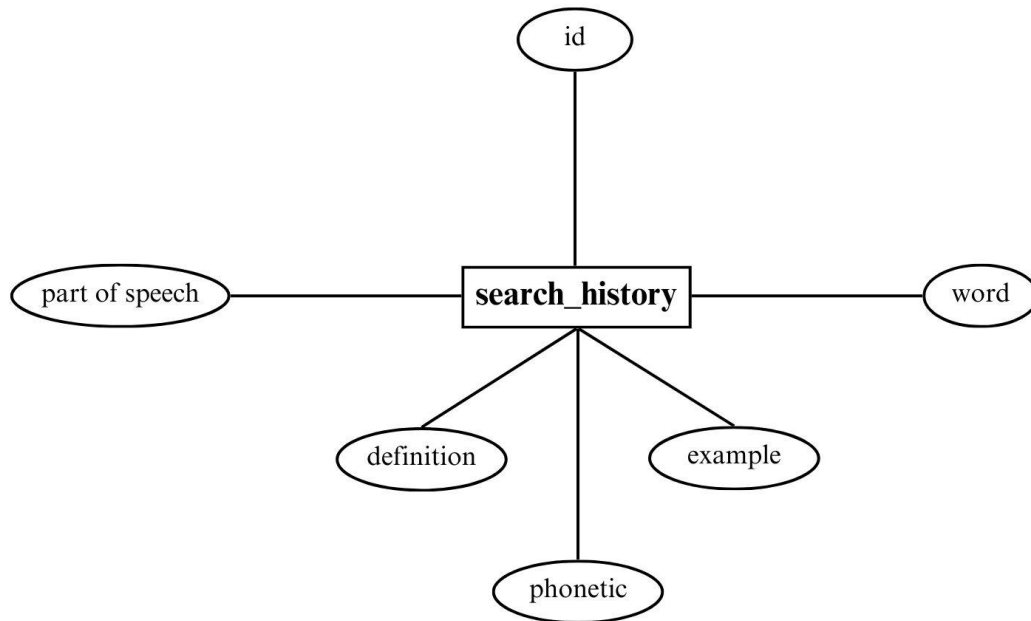 id
part of speech
search_history
word
definition
example
phonetic